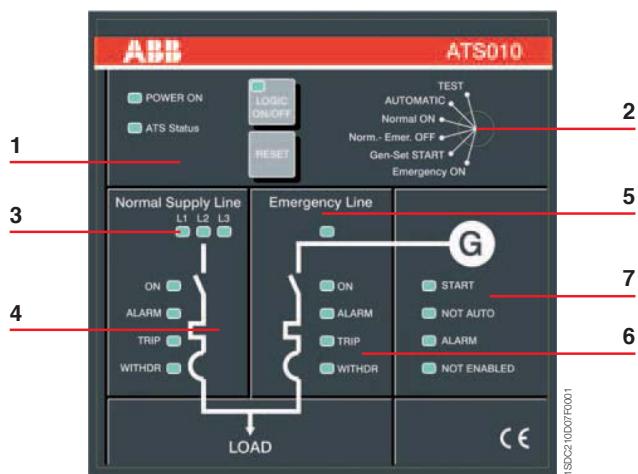 ABB
ATS010
POWER ON
ATS Status
LOGIC
ON/OFF
RESET
TEST
AUTOMATIC
Normal ON
Norm.- Emer. OFF
Gen-Set START
Emergency ON
1
2
Normal Supply Line
L1 L2 L3
Emergency Line
3
5
G
ON
ALARM
TRIP
WITHDR
4
ON
ALARM
TRIP
WITHDR
6
START
NOT AUTO
ALARM
NOT ENABLED
7
LOAD
CE
1SDC210D07F0001